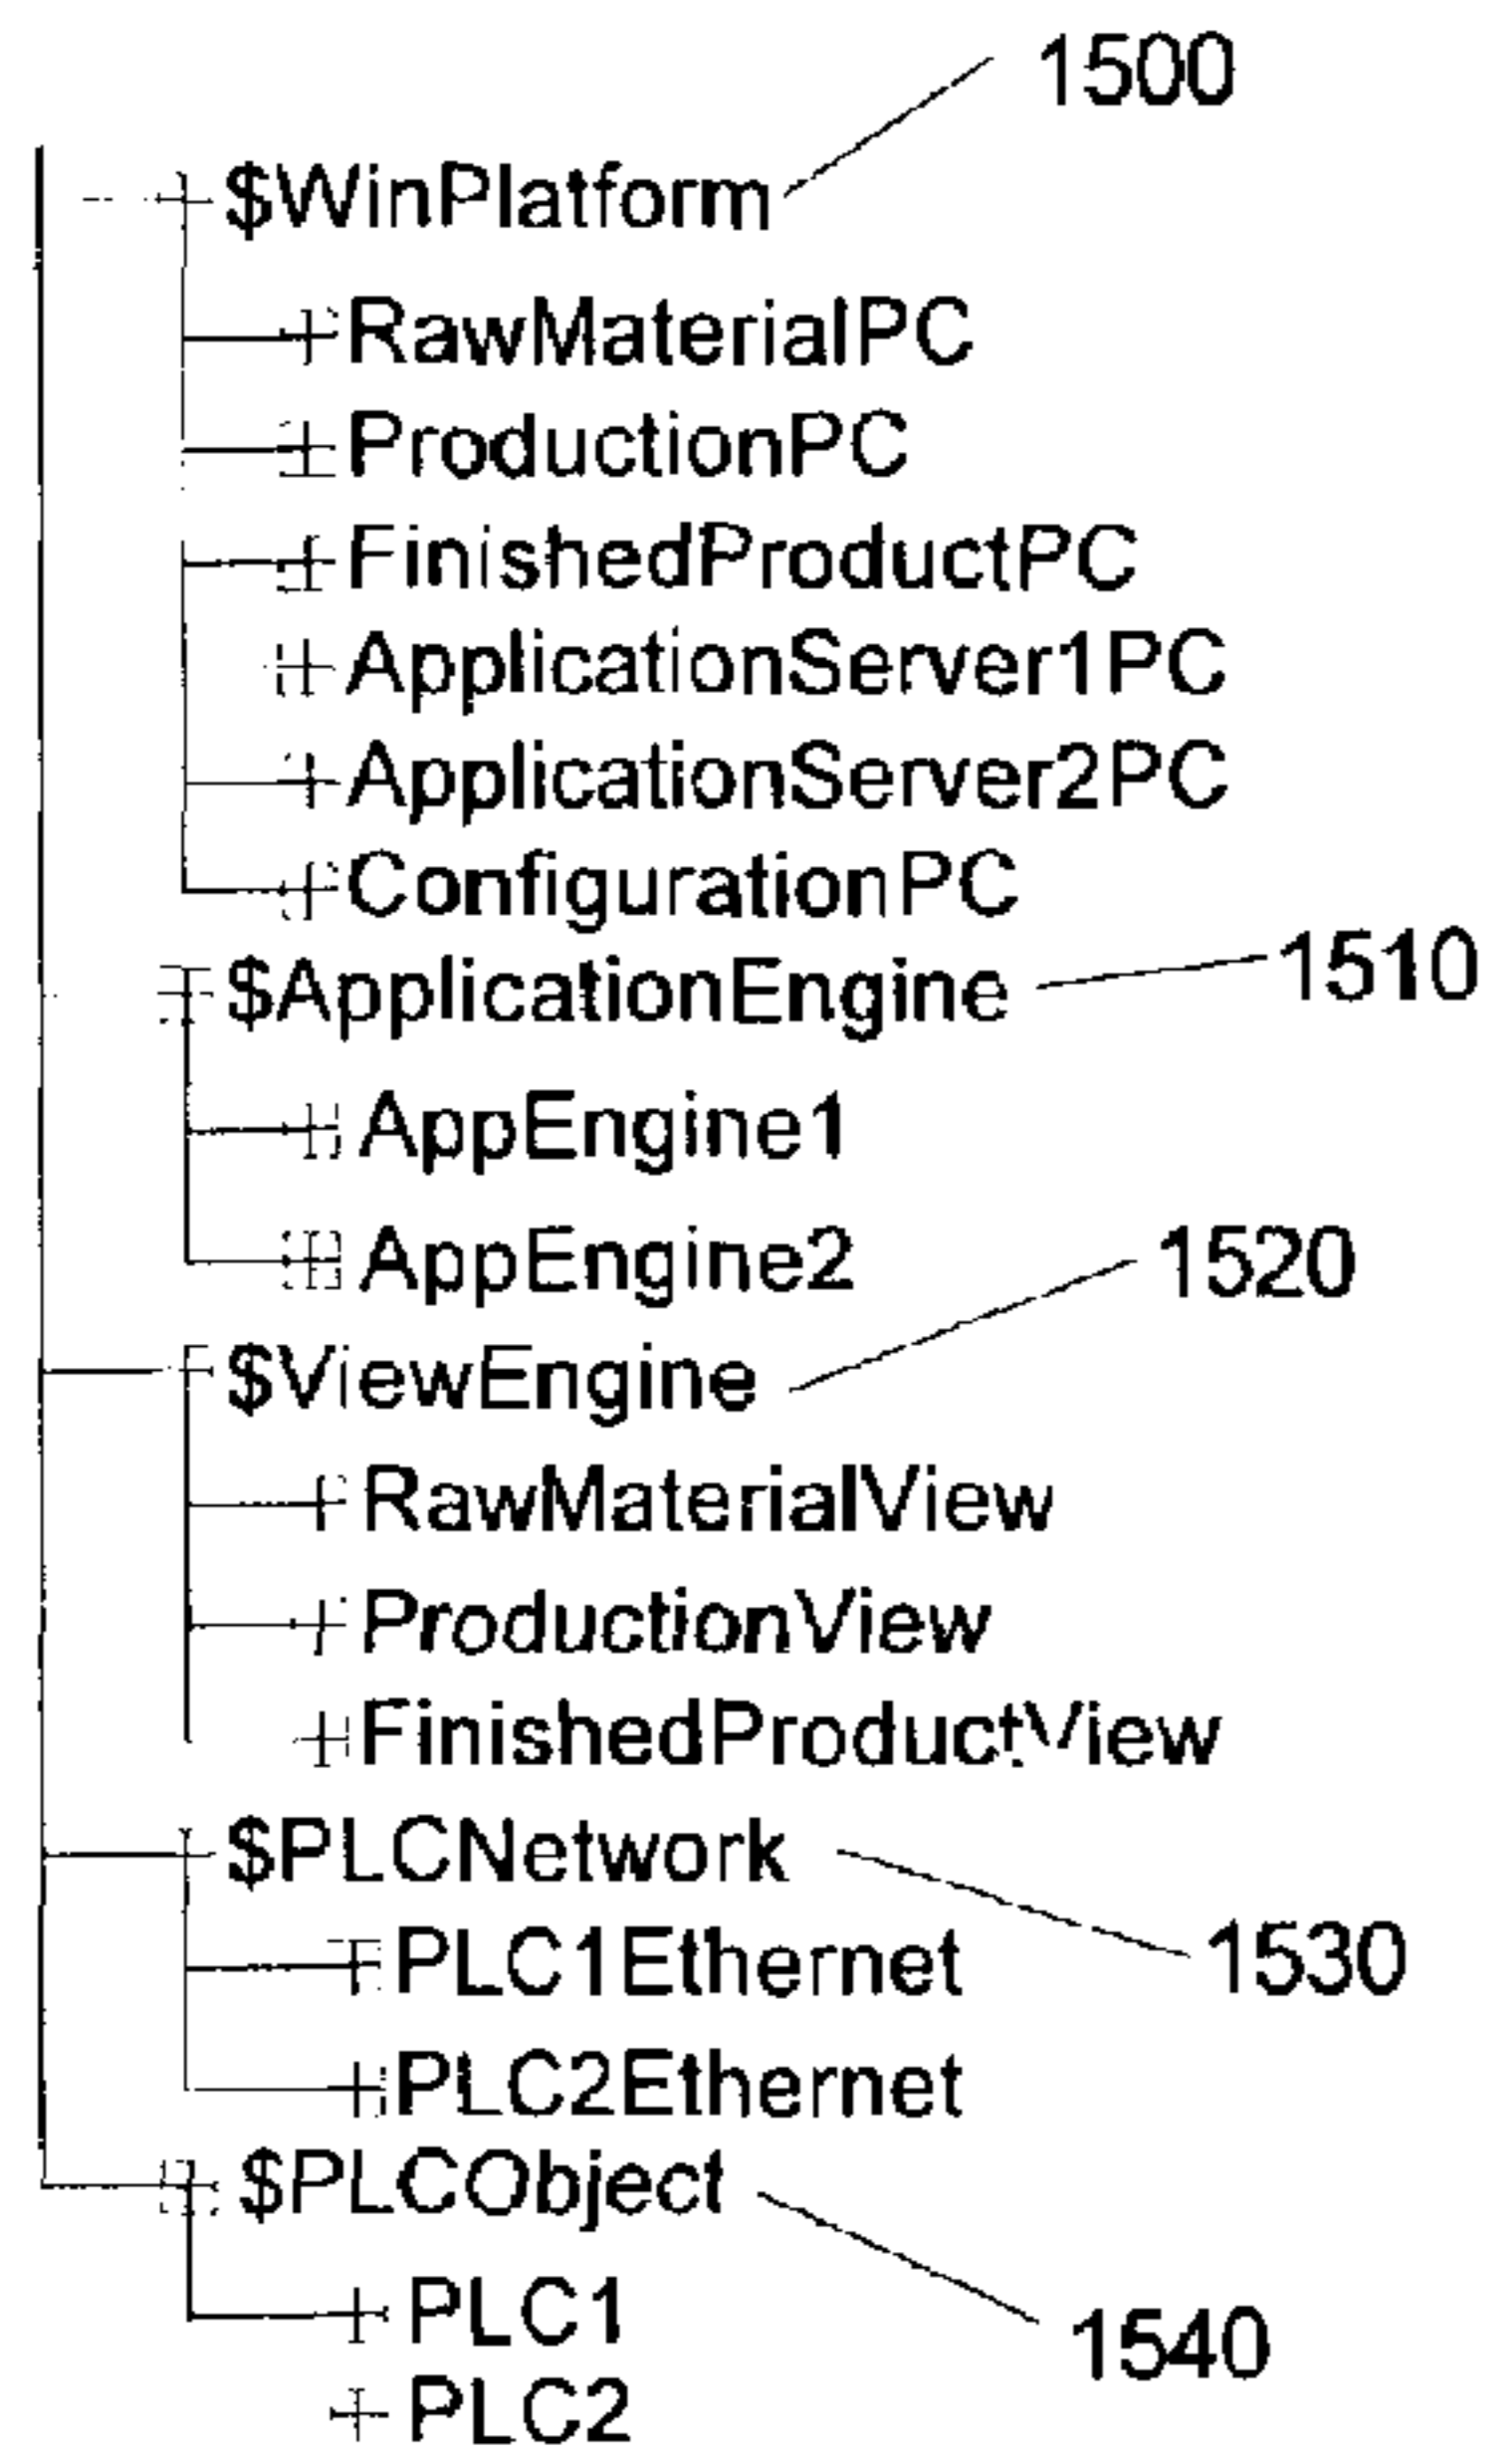 1500
$WinPlatform
RawMaterialPC
ProductionPC
FinishedProductPC
ApplicationServer1PC
ApplicationServer2PC
ConfigurationPC
$ApplicationEngine 1510
AppEngine1
AppEngine2 1520
$ViewEngine
RawMaterialView
ProductionView
FinishedProductView
$PLCNetwork
PLC1Ethernet 1530
PLC2Ethernet
$PLCObject
PLC1 1540
PLC2